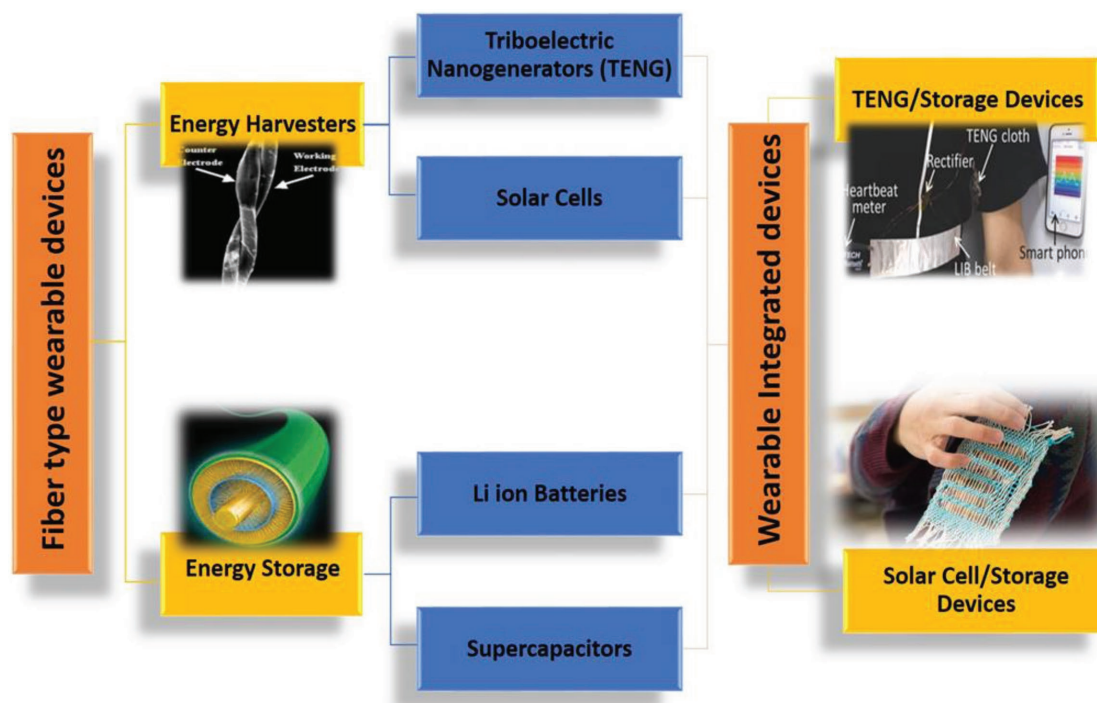 Fiber type wearable devices
Energy Harvesters
Counter
Electrode
Working
Electrode
Energy Storage
Triboelectric
Nanogenerators (TENG)
Solar Cells
Li ion Batteries
Supercapacitors
Wearable Integrated devices
TENG/Storage Devices
TENG cloth
Rectifier
Heartbeat
meter
Smart phone
LIB belt
Solar Cell/Storage
Devices